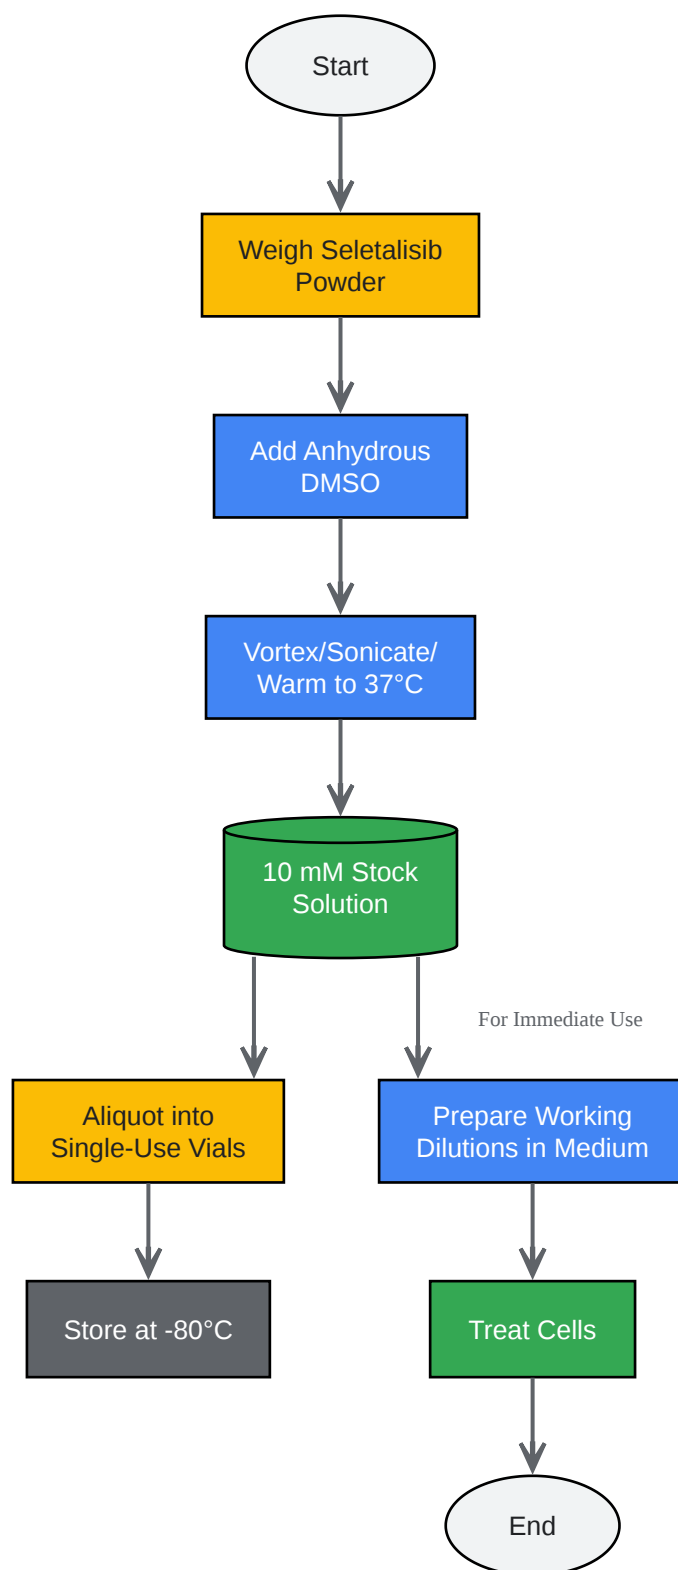 Start
Weigh Seletalisib
Powder
Add Anhydrous
DMSO
Vortex/Sonicate/
Warm to 37°C
10 mM Stock
Solution
For Immediate Use
Aliquot into
Single-Use Vials
Prepare Working
Dilutions in Medium
Store at -80°C
Treat Cells
End